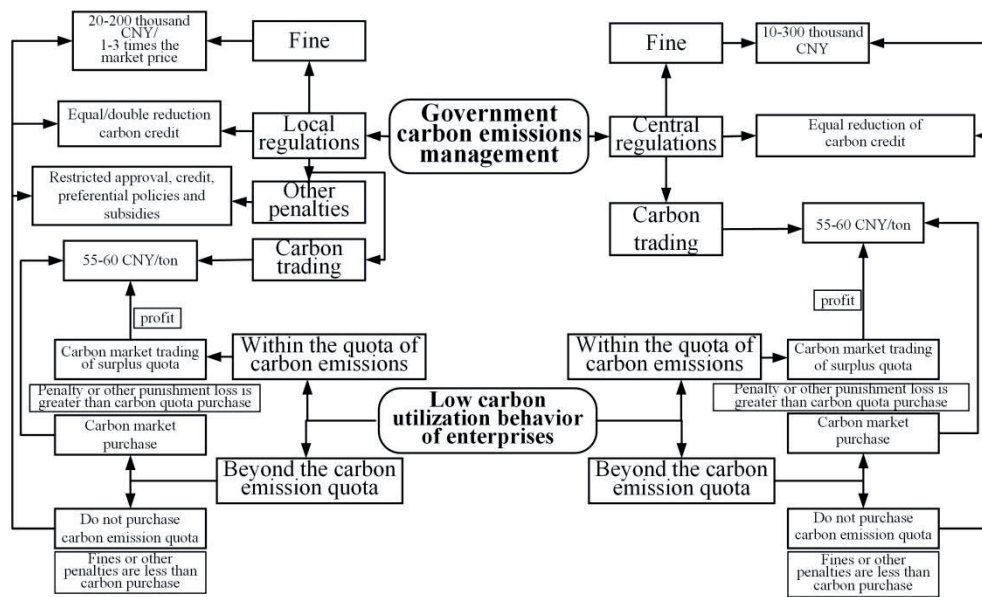 20-200 thousand
CNY/
1-3 times the
market price
Fine
Fine
10-300 thousand
CNY
Equal/double reduction
carbon credit
Local
regulations
Government
carbon emissions
management
Central
regulations
Equal reduction of
carbon credit
Restricted approval, credit,
preferential policies and
subsidies
Other
penalties
Carbon
trading
55-60 CNY/ton
55-60 CNY/ton
Carbon
trading
profit
profit
Carbon market trading
of surplus quota
Within the quota
of carbon emissions
Within the quota
of carbon emissions
Carbon market trading
of surplus quota
Penalty or other punishment loss is
greater than carbon quota purchase
Low carbon
utilization behavior
of enterprises
Penalty or other punishment loss is
greater than carbon quota purchase
Carbon market
purchase
Carbon market
purchase
Beyond the carbon
emission quota
Beyond the carbon
emission quota
Do not purchase
carbon emission quota
Do not purchase
carbon emission quota
Fines or other
penalties are less than
carbon purchase
Fines or other
penalties are less than
carbon purchase